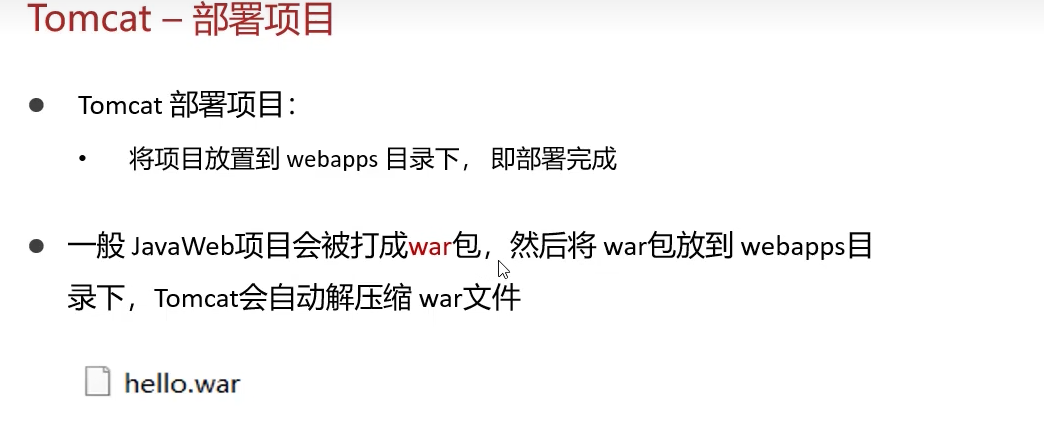 Tomcat – 部署项目
● Tomcat 部署项目：
• 将项目放置到 webapps 目录下， 即部署完成
● 一般 JavaWeb项目会被打成war包，然后将 war包放到 webapps目
录下，Tomcat会自动解压缩 war文件
hello.war